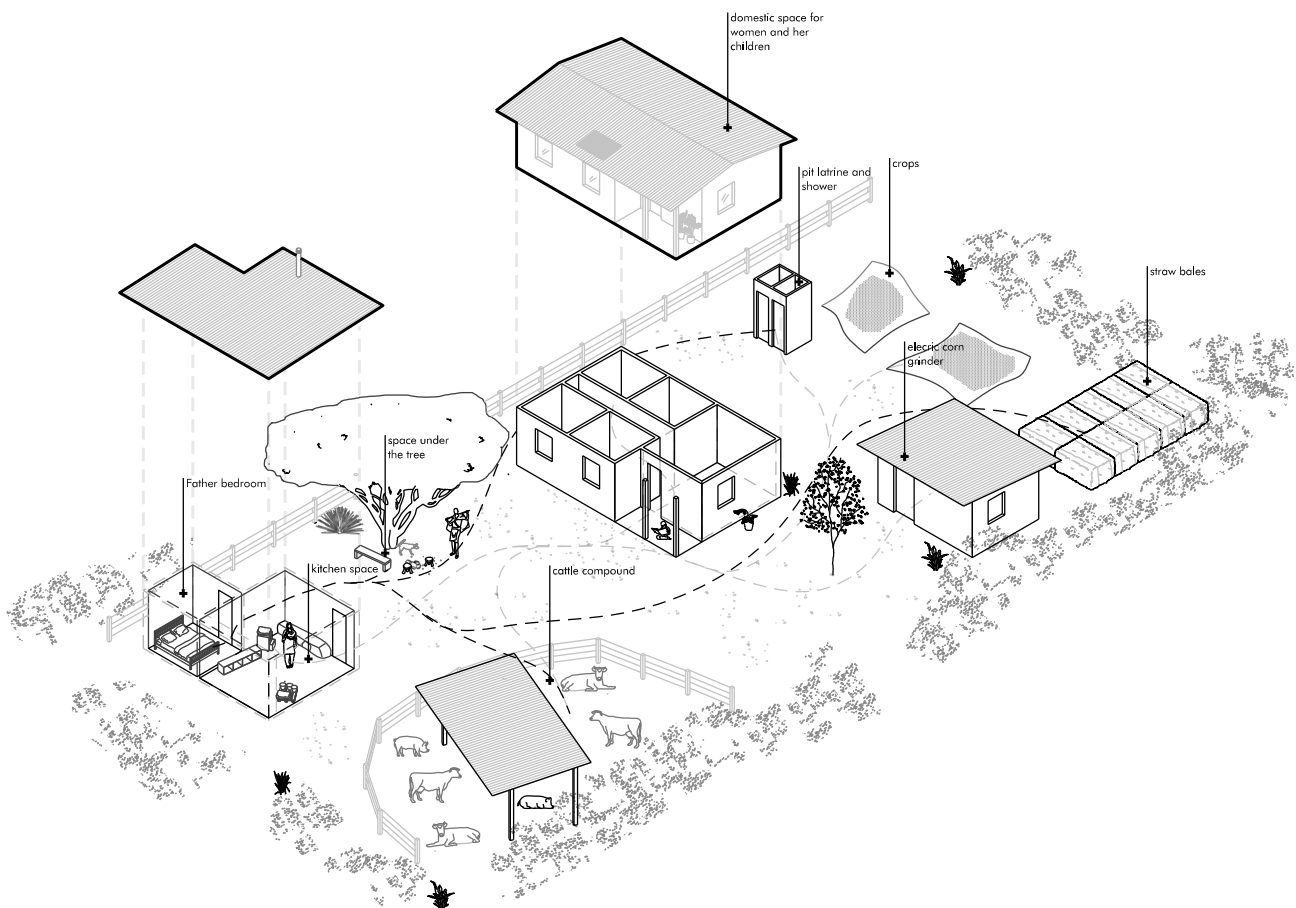 domestic space for
women and her
children
pit latrine and
shower
crops
straw bales
elecric corn
grinder
space under
the tree
Father bedroom
kitchen space
cattle compound